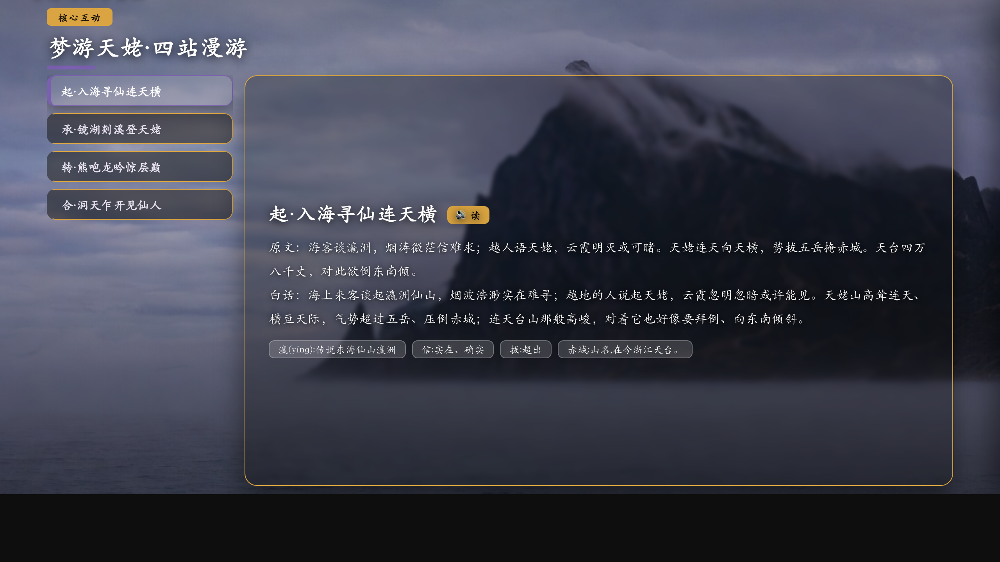 核心互动
梦游天姥·四站漫游
起·入海寻仙连天横
承·镜湖剡溪登天姥
转·熊咆龙吟惊层巅
合·洞天乍开见仙人
起·入海寻仙连天横
🔊 读
原文：海客谈瀛洲，烟涛微茫信难求；越人语天姥，云霞明灭或可睹。天姥连天向天横，势拔五岳掩赤城。天台四万
八千丈，对此欲倒东南倾。
白话：海上来客谈起瀛洲仙山，烟波浩渺实在难寻；越地的人说起天姥，云霞忽明忽暗或许能见。天姥山高耸连天、
横亘天际，气势超过五岳、压倒赤城；连天台山那般高峻，对着它也好像要拜倒、向东南倾斜。
瀛(yíng):传说东海仙山瀛洲
信:实在、确实
拔:超出
赤城:山名,在今浙江天台。